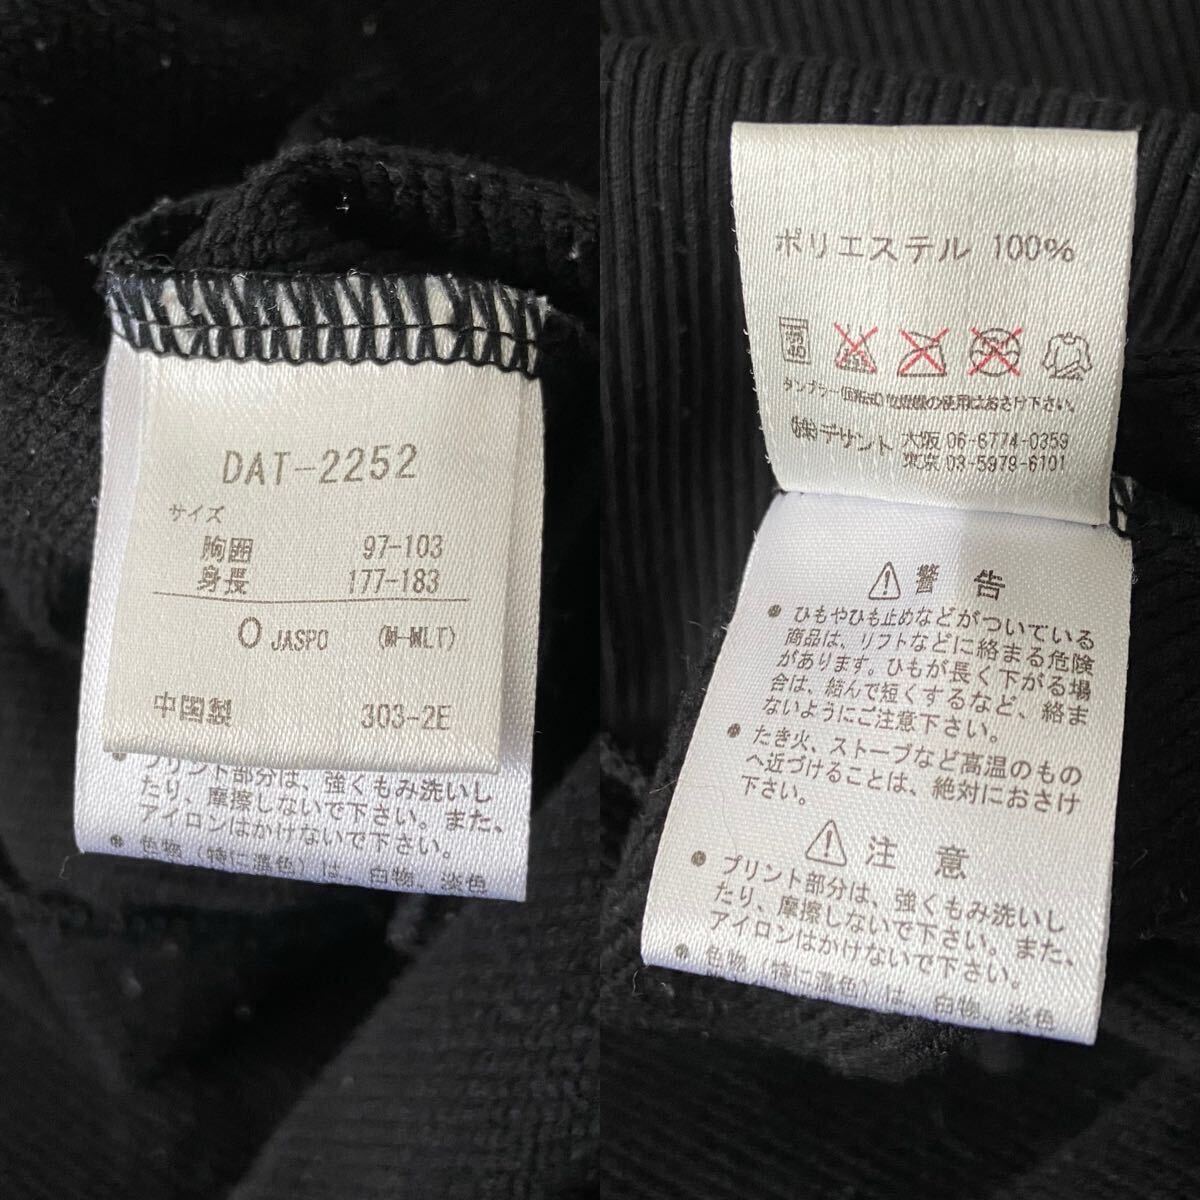 DAT-2252
サイズ
胸囲 97-103
身長 177-183
O JASPO (M-MLT)
中国製 303-2E
プリント部分は、強くもみ洗いし
たり、摩擦しないで下さい。また、
アイロンはかけないで下さい。
色物(特に濃色)は、白物、淡色
ポリエステル 100%
タンブラー(回転式)乾燥機の使用はおさけ下さい。
㈱デサント 大阪 06-6774-0359
東京 03-5979-6101
警告
ひもやひも止めなどがついている
商品は、リフトなどに絡まる危険
があります。ひもが長く下がる場
合は、結んで短くするなど、絡ま
ないようにご注意下さい。
たき火、ストーブなど高温のもの
へ近づけることは、絶対におさけ
下さい。
注意
プリント部分は、強くもみ洗いし
たり、摩擦しないで下さい。また、
アイロンはかけないで下さい。
色物(特に濃色)は、白物、淡色